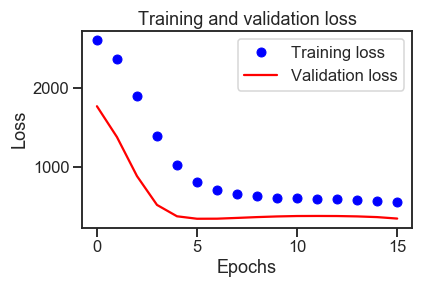 Training and validation loss
Training loss
Validation loss
2000
1000
Loss
0 5 10 15
Epochs